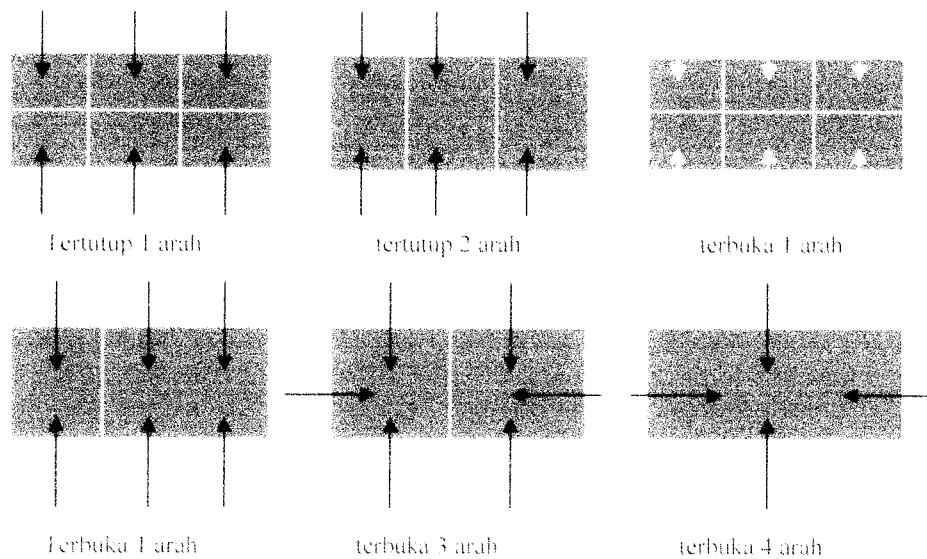 Tertutup 1 arah
tertutup 2 arah
terbuka 1 arah
Terbuka 1 arah
terbuka 3 arah
terbuka 4 arah